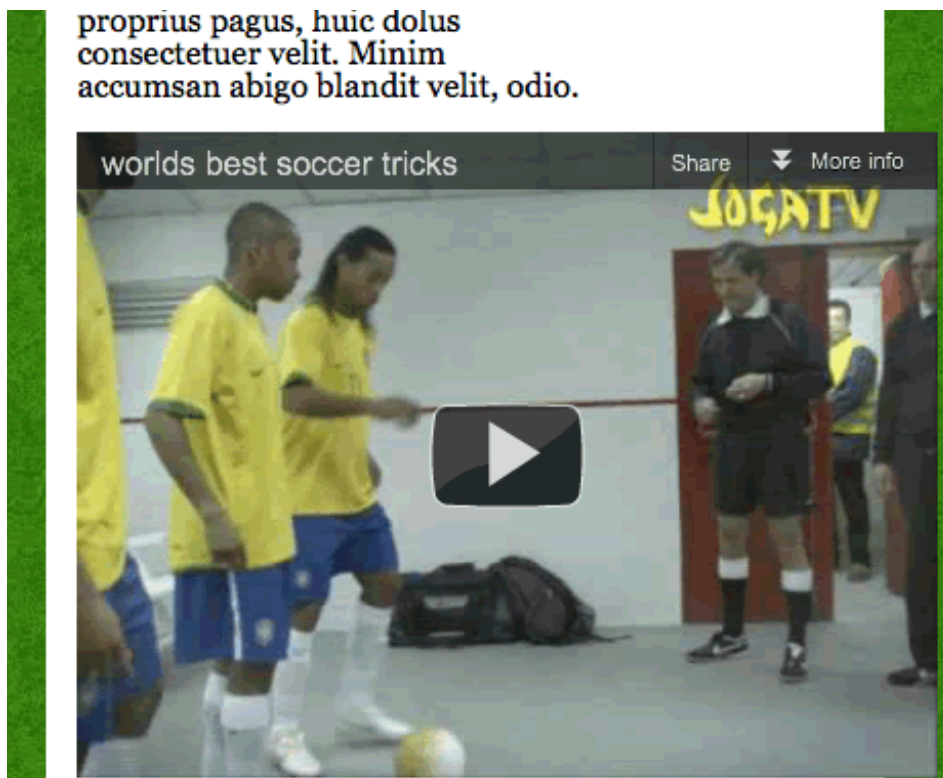 proprius pagus, huic dolus
consectetuer velit. Minim
accumsan abigo blandit velit, odio.
worlds best soccer tricks
Share
More info
JOGATV